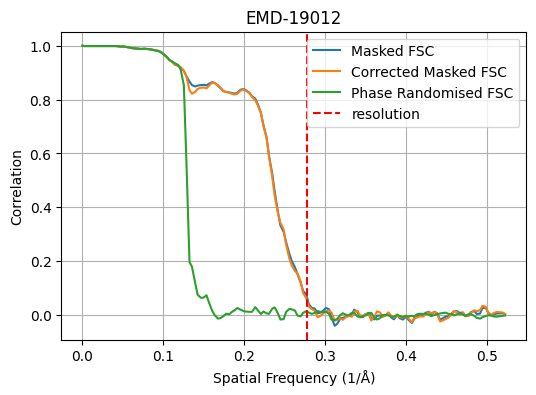 EMD-19012
Masked FSC
Corrected Masked FSC
Phase Randomised FSC
resolution
Correlation
1.0
0.8
0.6
0.4
0.2
0.0
0.0 0.1 0.2 0.3 0.4 0.5
Spatial Frequency (1/Å)